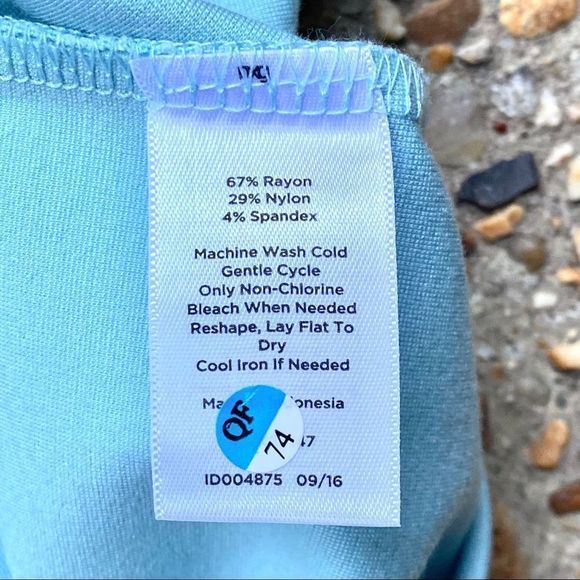 67% Rayon
29% Nylon
4% Spandex
Machine Wash Cold
Gentle Cycle
Only Non-Chlorine
Bleach When Needed
Reshape, Lay Flat To
Dry
Cool Iron If Needed
QF
74
ID004875 09/16